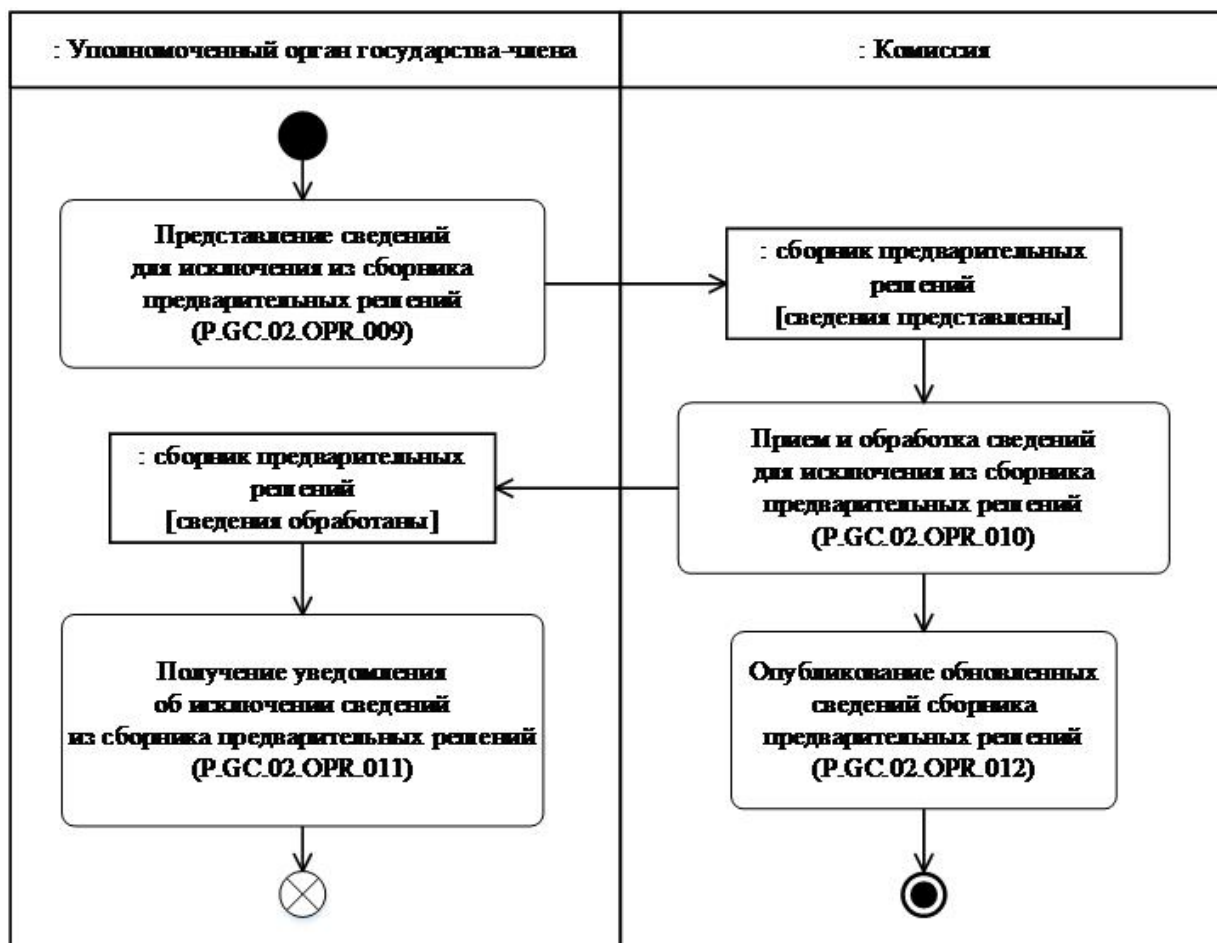 : Уполномоченный орган государства-члена
: Комиссия
Представление сведений
для исключения из сборника
предварительных решений
(P.GC.02.OPR.009)
: сборник предварительных
решений
[сведения представлены]
Прием и обработка сведений
для исключения из сборника
предварительных решений
(P.GC.02.OPR.010)
: сборник предварительных
решений
[сведения обработаны]
Получение уведомления
об исключении сведений
из сборника предварительных решений
(P.GC.02.OPR.011)
Опубликование обновленных
сведений сборника
предварительных решений
(P.GC.02.OPR.012)